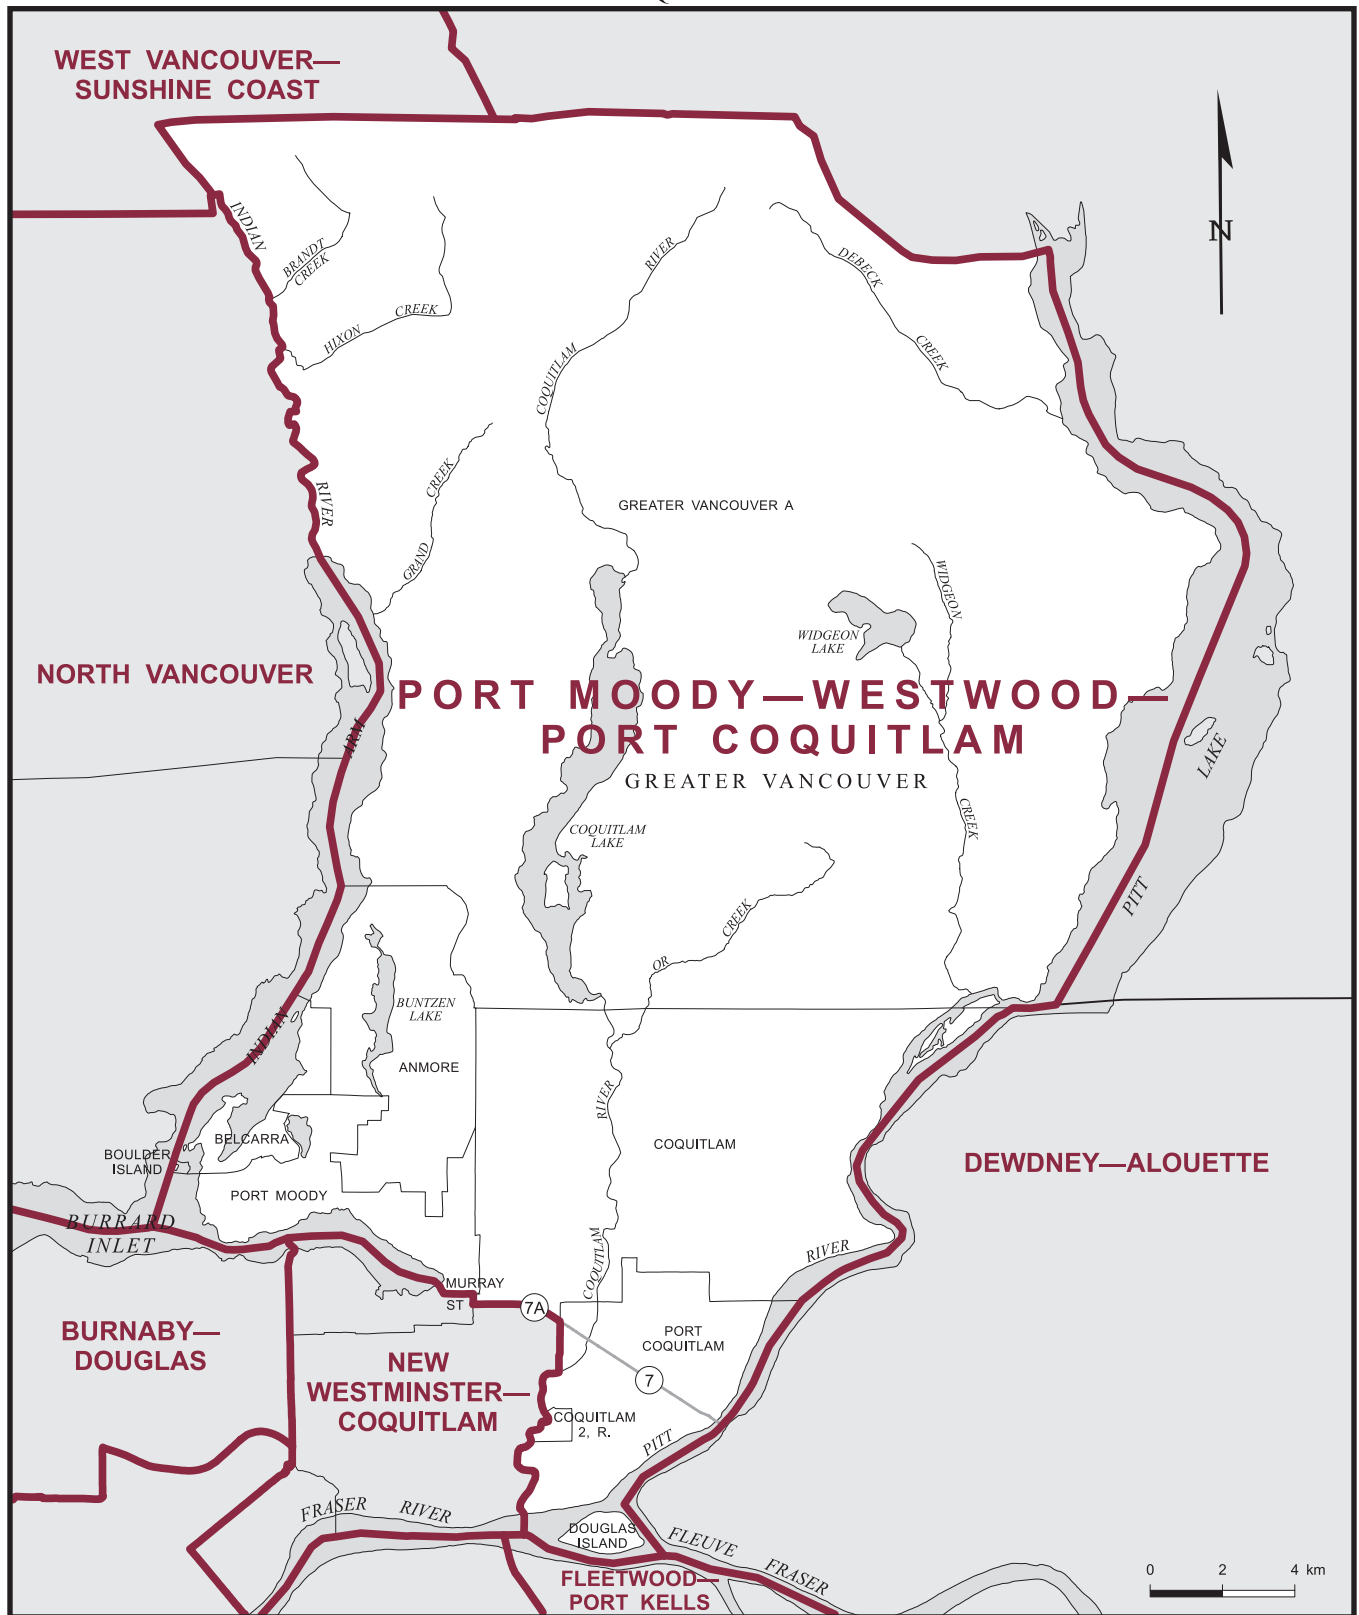 WEST VANCOUVER—
SUNSHINE COAST
N
INDIAN
BRANDT
CREEK
HIXON
CREEK
RIVER
COQUITLAM
DEBECK
CREEK
CREEK
GRAND
RIVER
GREATER VANCOUVER A
WIDGEON
WIDGEON
LAKE
NORTH VANCOUVER
PORT MOODY—WESTWOOD—
PORT COQUITLAM
GREATER VANCOUVER
ARM
LAKE
PITT
CREEK
COQUITLAM
LAKE
OR
CREEK
INDIAN
BUNTZEN
LAKE
ANMORE
RIVER
BELCARRA
BOULDER
ISLAND
COQUITLAM
DEWDNEY—ALOUETTE
PORT MOODY
BURRARD
INLET
COQUITLAM
RIVER
MURRAY
ST
7A
BURNABY—
DOUGLAS
PORT
COQUITLAM
NEW
WESTMINSTER—
COQUITLAM
7
COQUITLAM
2, R.
PITT
FRASER RIVER
DOUGLAS
ISLAND
FLEUVE FRASER
FLEETWOOD—
PORT KELLS
0 2 4 km